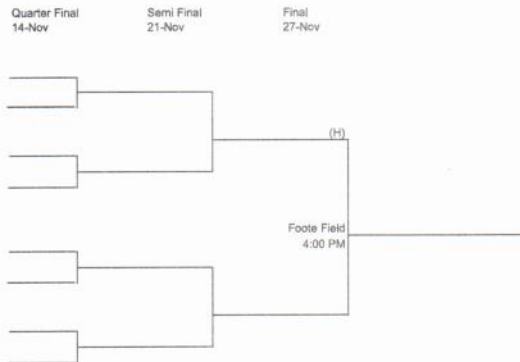 Quarter Final
14-Nov
Semi Final
21-Nov
Final
27-Nov
(H)
Foote Field
4:00 PM